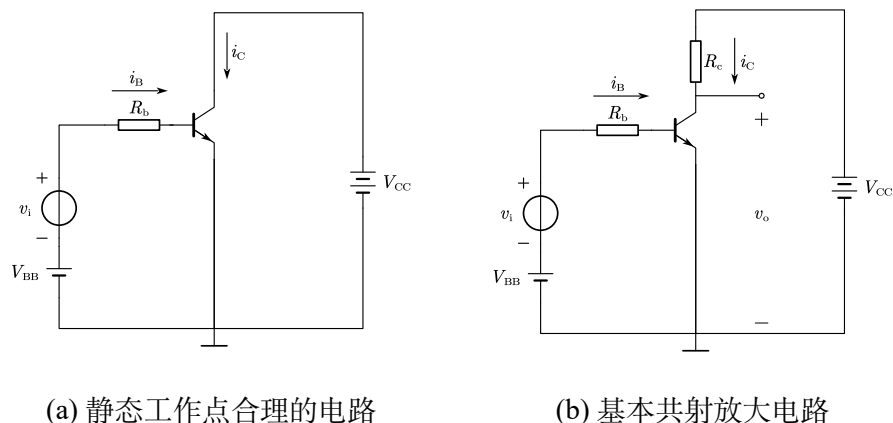 i_C
i_B
R_b
+
v_i
−
V_BB
V_CC
(a) 静态工作点合理的电路
R_c
i_C
i_B
R_b
+
+
v_i
−
v_o
V_BB
V_CC
−
(b) 基本共射放大电路